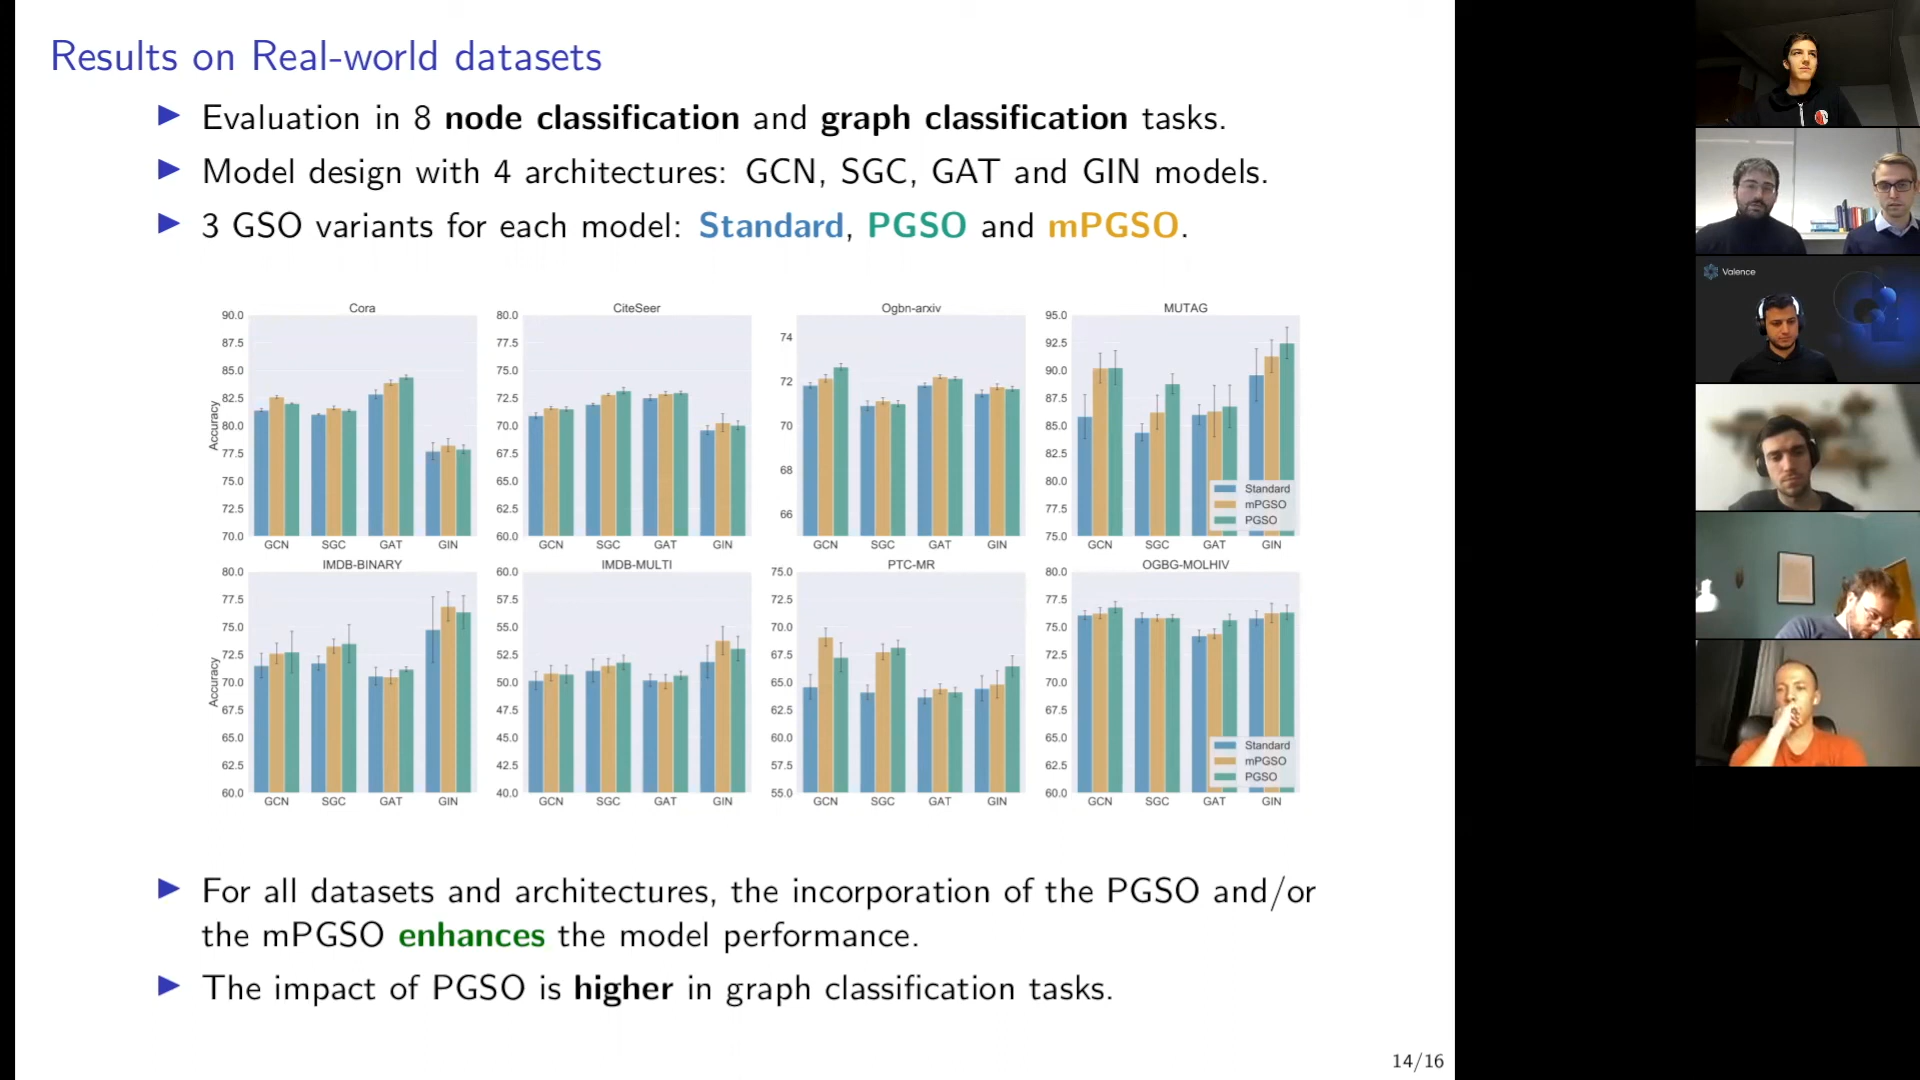 Results on Real-world datasets
Evaluation in 8 node classification and graph classification tasks.
Model design with 4 architectures: GCN, SGC, GAT and GIN models.
3 GSO variants for each model: Standard, PGSO and mPGSO.
Cora
90.0
87.5
85.0
82.5
80.0
77.5
75.0
72.5
70.0
Accuracy
GCN SGC GAT GIN
CiteSeer
80.0
77.5
75.0
72.5
70.0
67.5
65.0
62.5
60.0
GCN SGC GAT GIN
Ogbn-arxiv
74
72
70
68
66
GCN SGC GAT GIN
MUTAG
95.0
92.5
90.0
87.5
85.0
82.5
80.0
77.5
75.0
Standard
mPGSO
PGSO
GCN SGC GAT GIN
IMDB-BINARY
80.0
77.5
75.0
72.5
70.0
67.5
65.0
62.5
60.0
Accuracy
GCN SGC GAT GIN
IMDB-MULTI
60.0
57.5
55.0
52.5
50.0
47.5
45.0
42.5
40.0
GCN SGC GAT GIN
PTC-MR
75.0
72.5
70.0
67.5
65.0
62.5
60.0
57.5
55.0
GCN SGC GAT GIN
OGBG-MOLHIV
80.0
77.5
75.0
72.5
70.0
67.5
65.0
62.5
60.0
Standard
mPGSO
PGSO
GCN SGC GAT GIN
For all datasets and architectures, the incorporation of the PGSO and/or
the mPGSO enhances the model performance.
The impact of PGSO is higher in graph classification tasks.
14/16
Valence